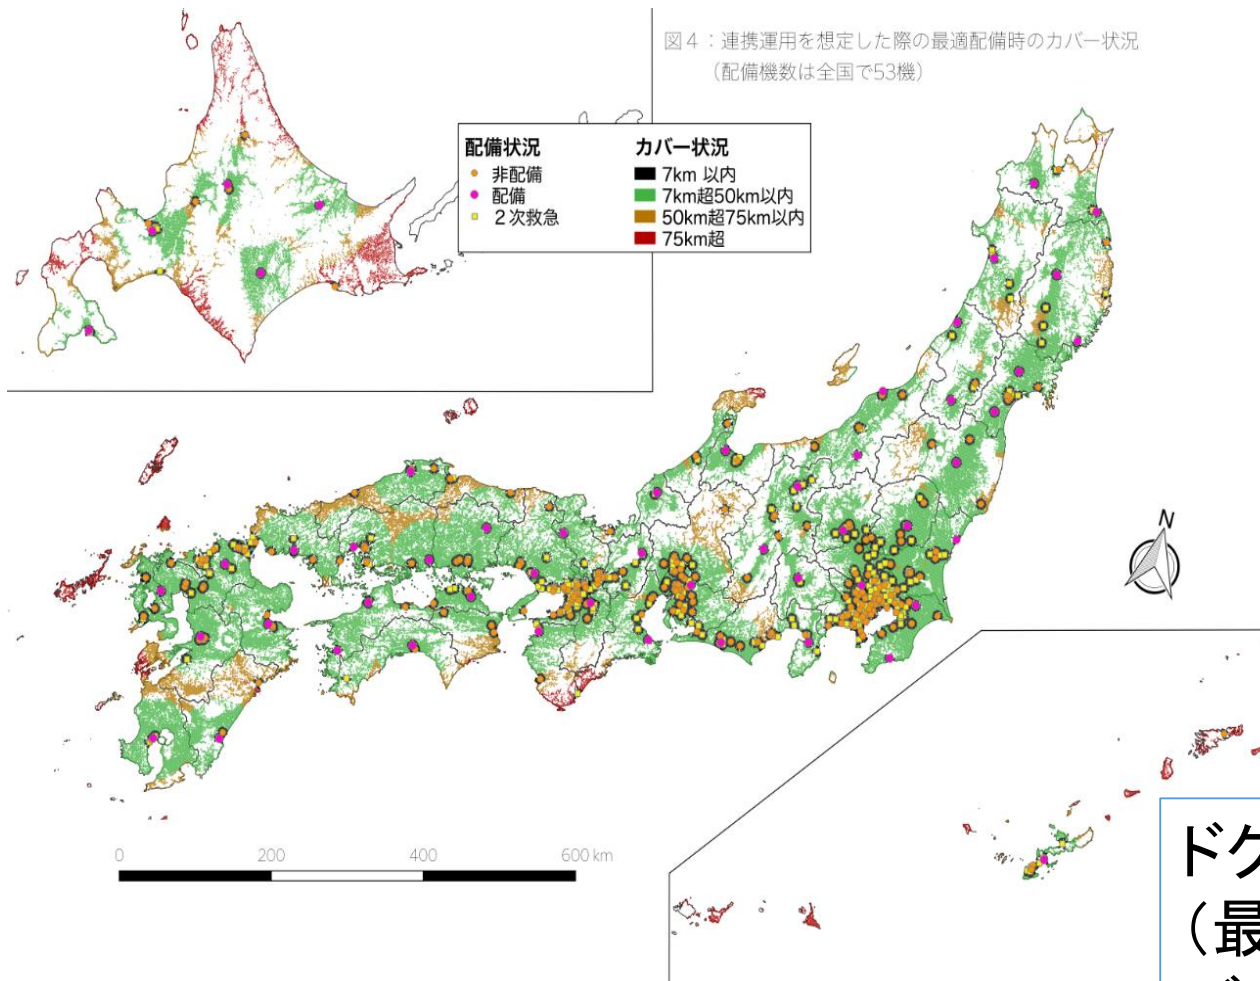 図4：連携運用を想定した際の最適配備時のカバー状況
（配備機数は全国で53機）
配備状況
非配備
配備
２次救急
カバー状況
7km 以内
7km超50km以内
50km超75km以内
75km超
N
0 200 400 600 km
ドク
（最